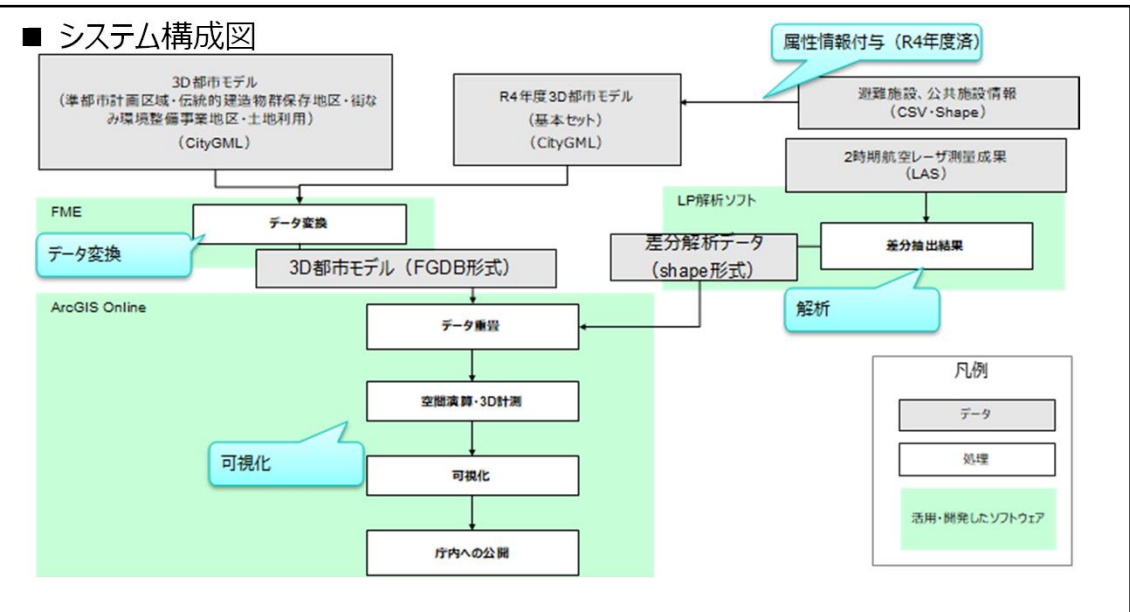 ■ システム構成図
属性情報付与（R4年度済）
3D都市モデル
（準都市計画区域・伝統的建造物群保存地区・街な
み環境整備事業地区・土地利用）
（CityGML）
R4年度3D都市モデル
（基本セット）
（CityGML）
避難施設、公共施設情報
（CSV・Shape）
2時期航空レーザ測量成果
（LAS）
FME
データ変換
データ変換
3D都市モデル（FGDB形式）
LP解析ソフト
差分解析データ
（shape形式）
差分抽出結果
解析
ArcGIS Online
データ重畳
空間演算・3D計測
可視化
可視化
庁内への公開
凡例
データ
処理
活用・開発したソフトウェア